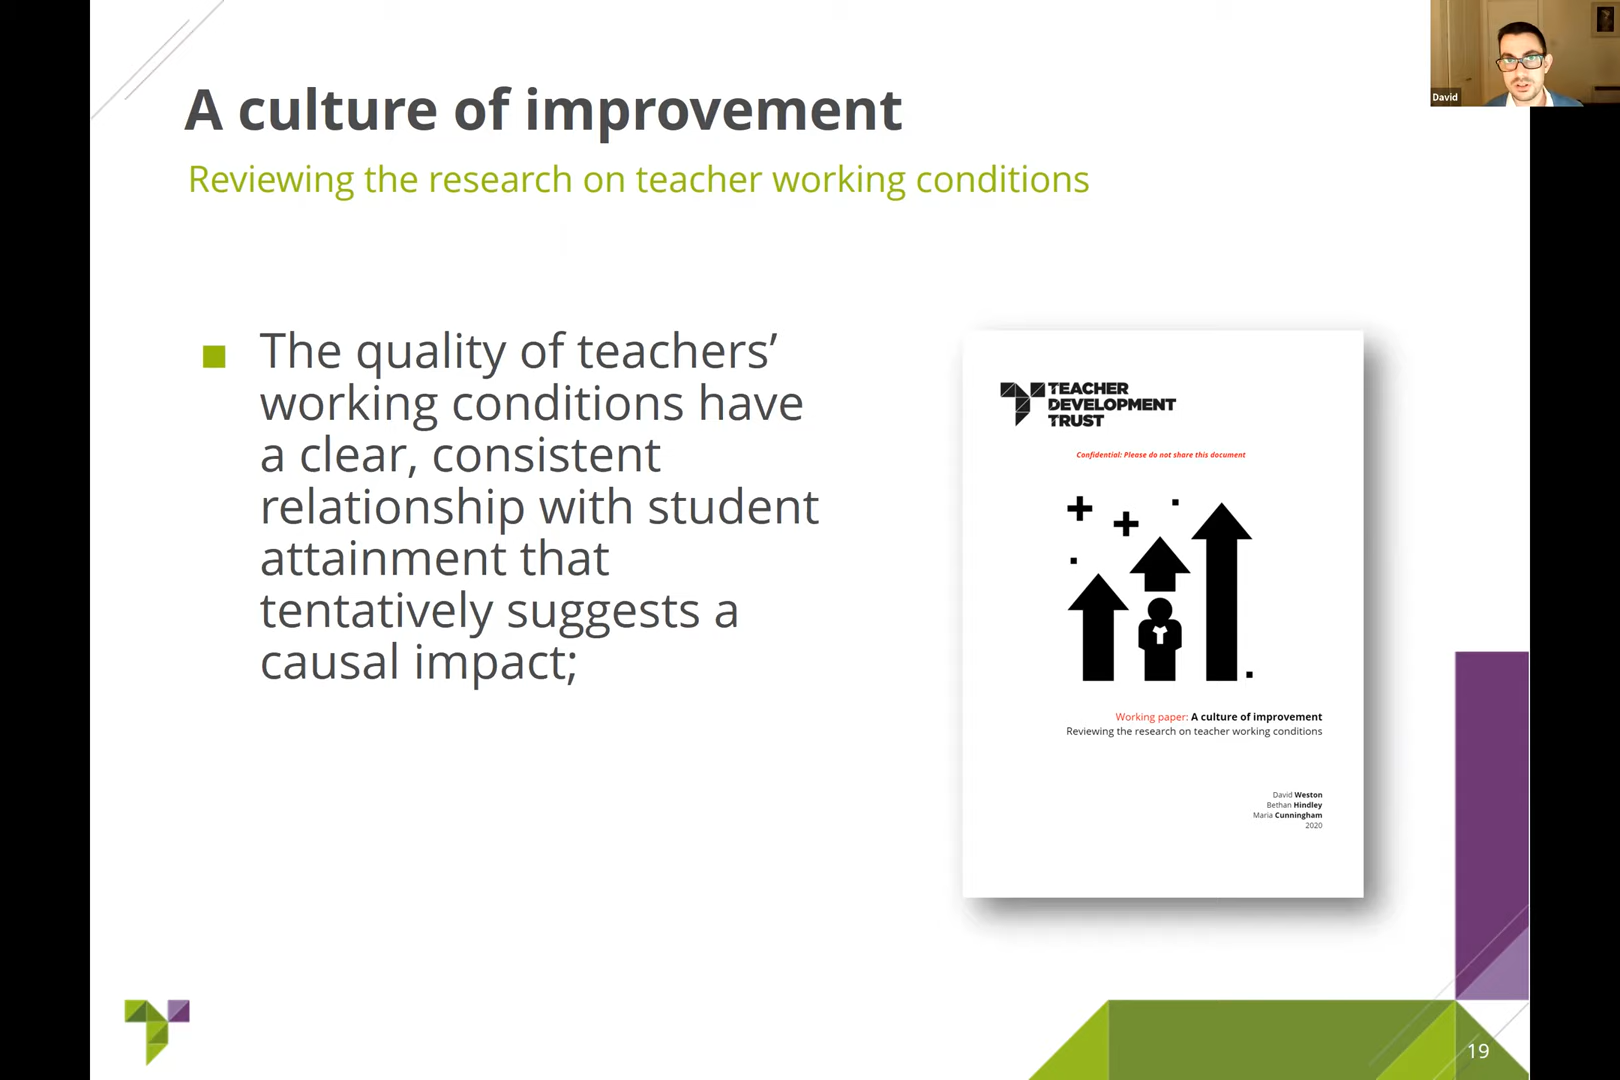 A culture of improvement
Reviewing the research on teacher working conditions
David
■ The quality of teachers’
working conditions have
a clear, consistent
relationship with student
attainment that
tentatively suggests a
causal impact;
TEACHER
DEVELOPMENT
TRUST
Confidential: Please do not share this document
Working paper: A culture of improvement
Reviewing the research on teacher working conditions
David Weston
Bethan Hindley
Maria Cunningham
2020
19